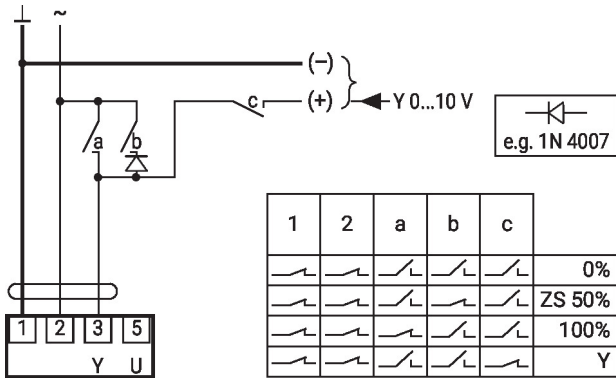 ⊥ ~
(–)
c (+) Y 0...10 V
a b
e.g. 1N 4007
1 2 a b c
0%
ZS 50%
100%
Y
1 2 3 5
Y U